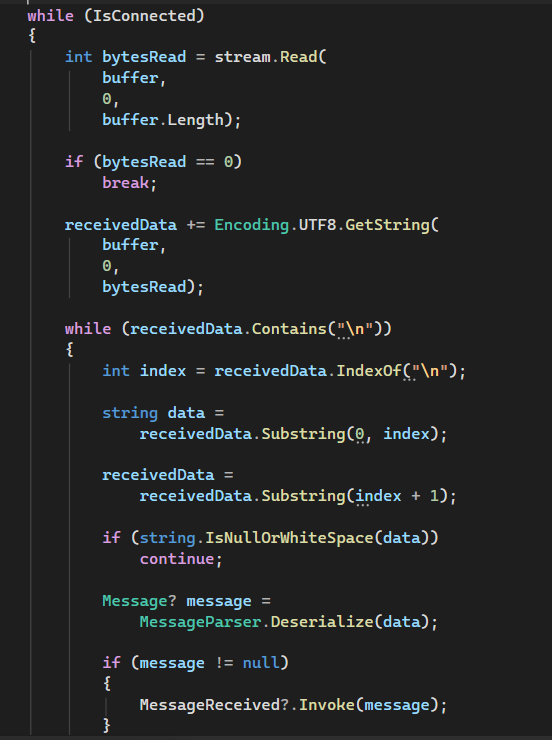 while (IsConnected)
{
int bytesRead = stream.Read(
buffer,
0,
buffer.Length);
if (bytesRead == 0)
break;
receivedData += Encoding.UTF8.GetString(
buffer,
0,
bytesRead);
while (receivedData.Contains("\n"))
{
int index = receivedData.IndexOf("\n");
string data =
receivedData.Substring(0, index);
receivedData =
receivedData.Substring(index + 1);
if (string.IsNullOrWhiteSpace(data))
continue;
Message? message =
MessageParser.Deserialize(data);
if (message != null)
{
MessageReceived?.Invoke(message);
}